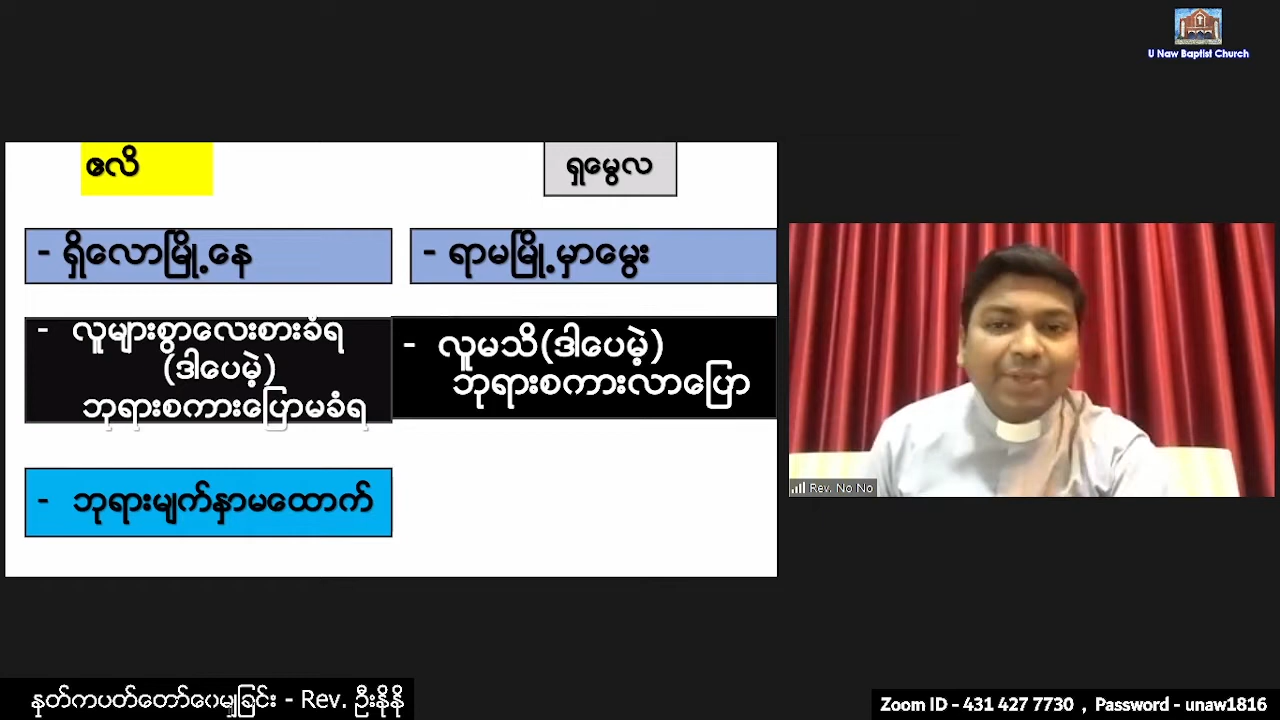 U Naw Baptist Church
ဧလိ
ရှမွေလ
- ရှိလောမြို့နေ
- ရာမမြို့မှာမွေး
- လူများစွာလေးစားခံရ
(ဒါပေမဲ့)
ဘုရားစကားပြောမခံရ
- လူမသိ(ဒါပေမဲ့)
ဘုရားစကားလာပြော
- ဘုရားမျက်နှာမထောက်
Rev. No No
နှုတ်ကပတ်တော်ဝေမျှခြင်း - Rev. ဦးနိုနို
Zoom ID - 431 427 7730 , Password - unaw1816